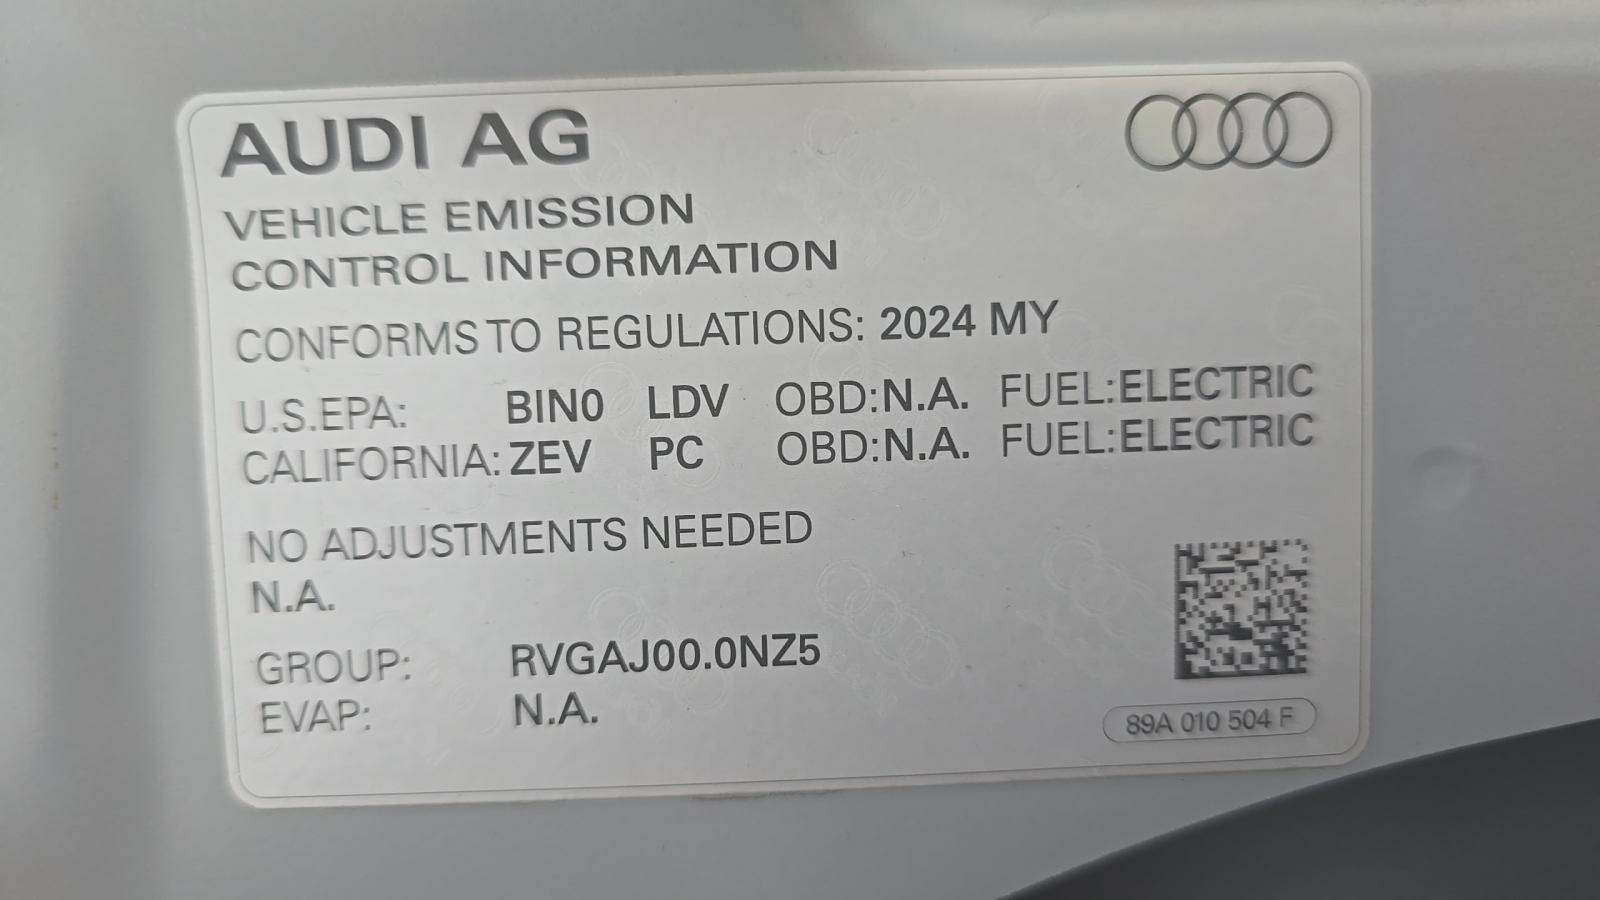 AUDI AG
VEHICLE EMISSION
CONTROL INFORMATION
CONFORMS TO REGULATIONS: 2024 MY
U.S.EPA: BIN0 LDV OBD:N.A. FUEL:ELECTRIC
CALIFORNIA: ZEV PC OBD:N.A. FUEL:ELECTRIC
NO ADJUSTMENTS NEEDED
N.A.
GROUP: RVGAJ00.0NZ5
EVAP: N.A.
89A 010 504 F